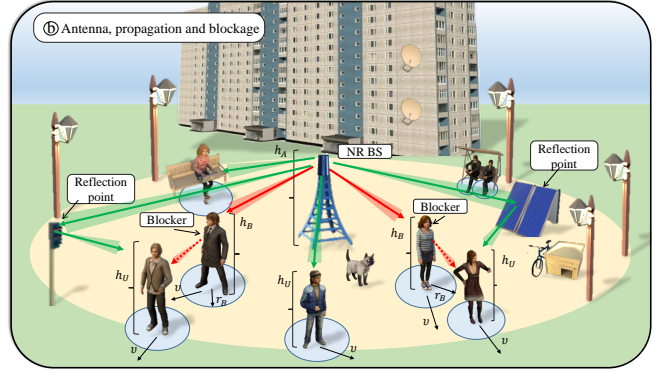 ⓑ Antenna, propagation and blockage
h_A
NR BS
Reflection
point
Reflection
point
Blocker
h_B
Blocker
h_B
h_U
h_U
h_U
υ
r_B
r_B
υ
υ
υ
υ